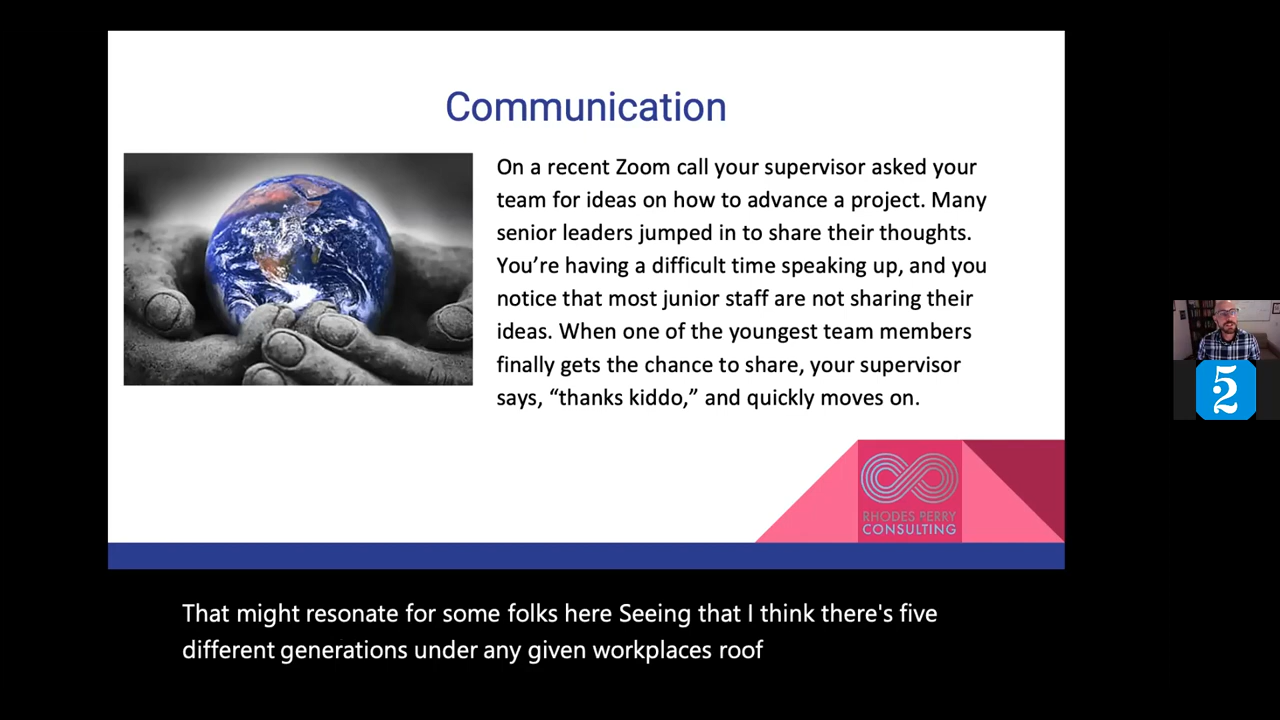 Communication
On a recent Zoom call your supervisor asked your
team for ideas on how to advance a project. Many
senior leaders jumped in to share their thoughts.
You’re having a difficult time speaking up, and you
notice that most junior staff are not sharing their
ideas. When one of the youngest team members
finally gets the chance to share, your supervisor
says, “thanks kiddo,” and quickly moves on.
RHODES PERRY
CONSULTING
5
2
That might resonate for some folks here Seeing that I think there's five
different generations under any given workplaces roof